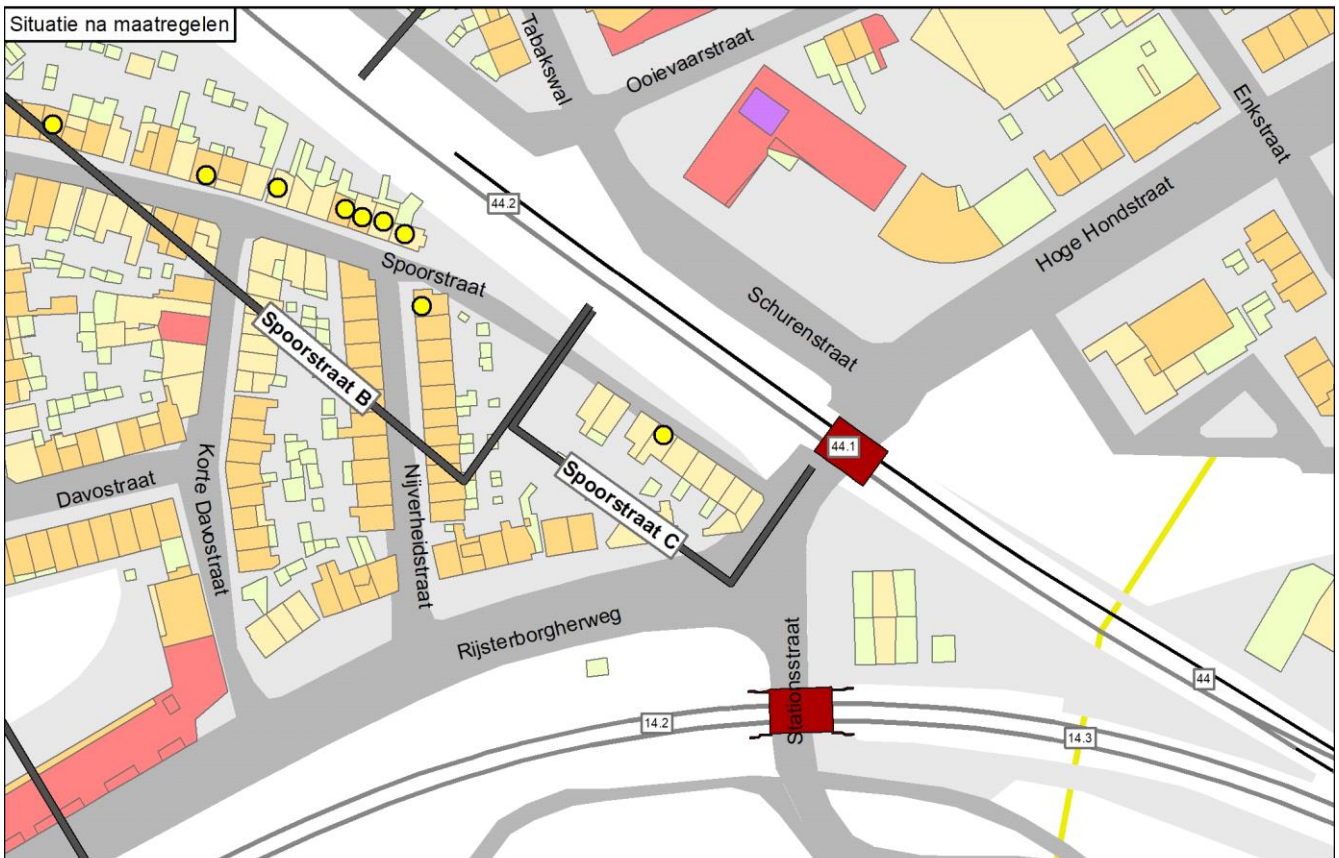 Situatie na maatregelen
Tabakswal
Ooievaarstraat
Enkstraat
44.2
Hoge Hondstraat
Spoorstraat
Schurenstraat
Spoorstraat B
44.1
Spoorstraat C
Davostraat
Korte Davostraat
Nijverheidstraat
Rijsterborgherweg
Stationsstraat
44
14.2
14.3